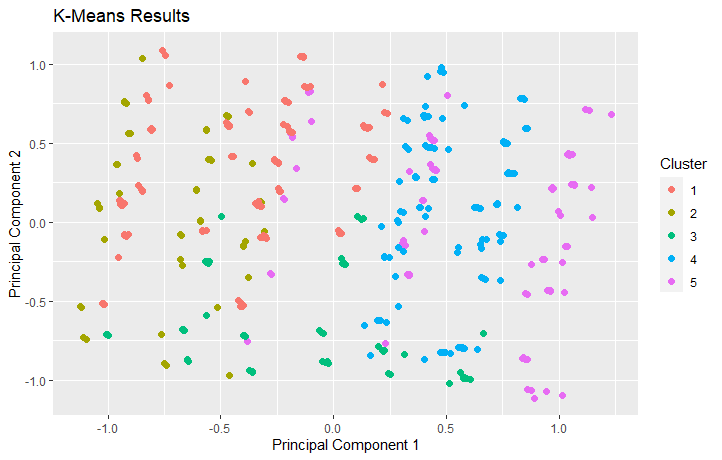 K-Means Results
Principal Component 2
1.0
0.5
0.0
-0.5
-1.0
-1.0 -0.5 0.0 0.5 1.0
Principal Component 1
Cluster
1
2
3
4
5